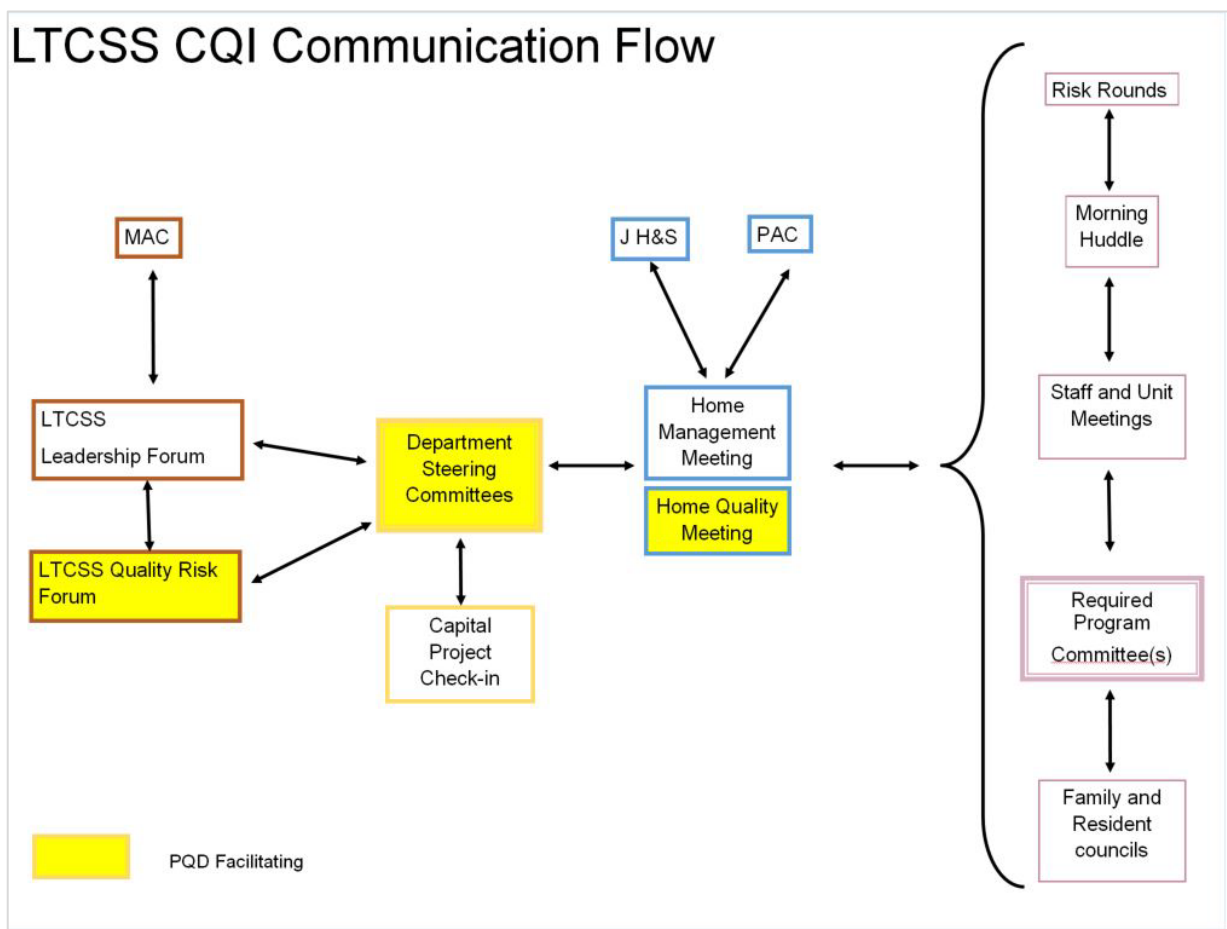 LTCSS CQI Communication Flow
MAC
LTCSS
Leadership Forum
LTCSS Quality Risk
Forum
Department
Steering
Committees
Capital
Project
Check-in
J H&S
PAC
Home
Management
Meeting
Home Quality
Meeting
Risk Rounds
Morning
Huddle
Staff and Unit
Meetings
Required
Program
Committee(s)
Family and
Resident
councils
PQD Facilitating